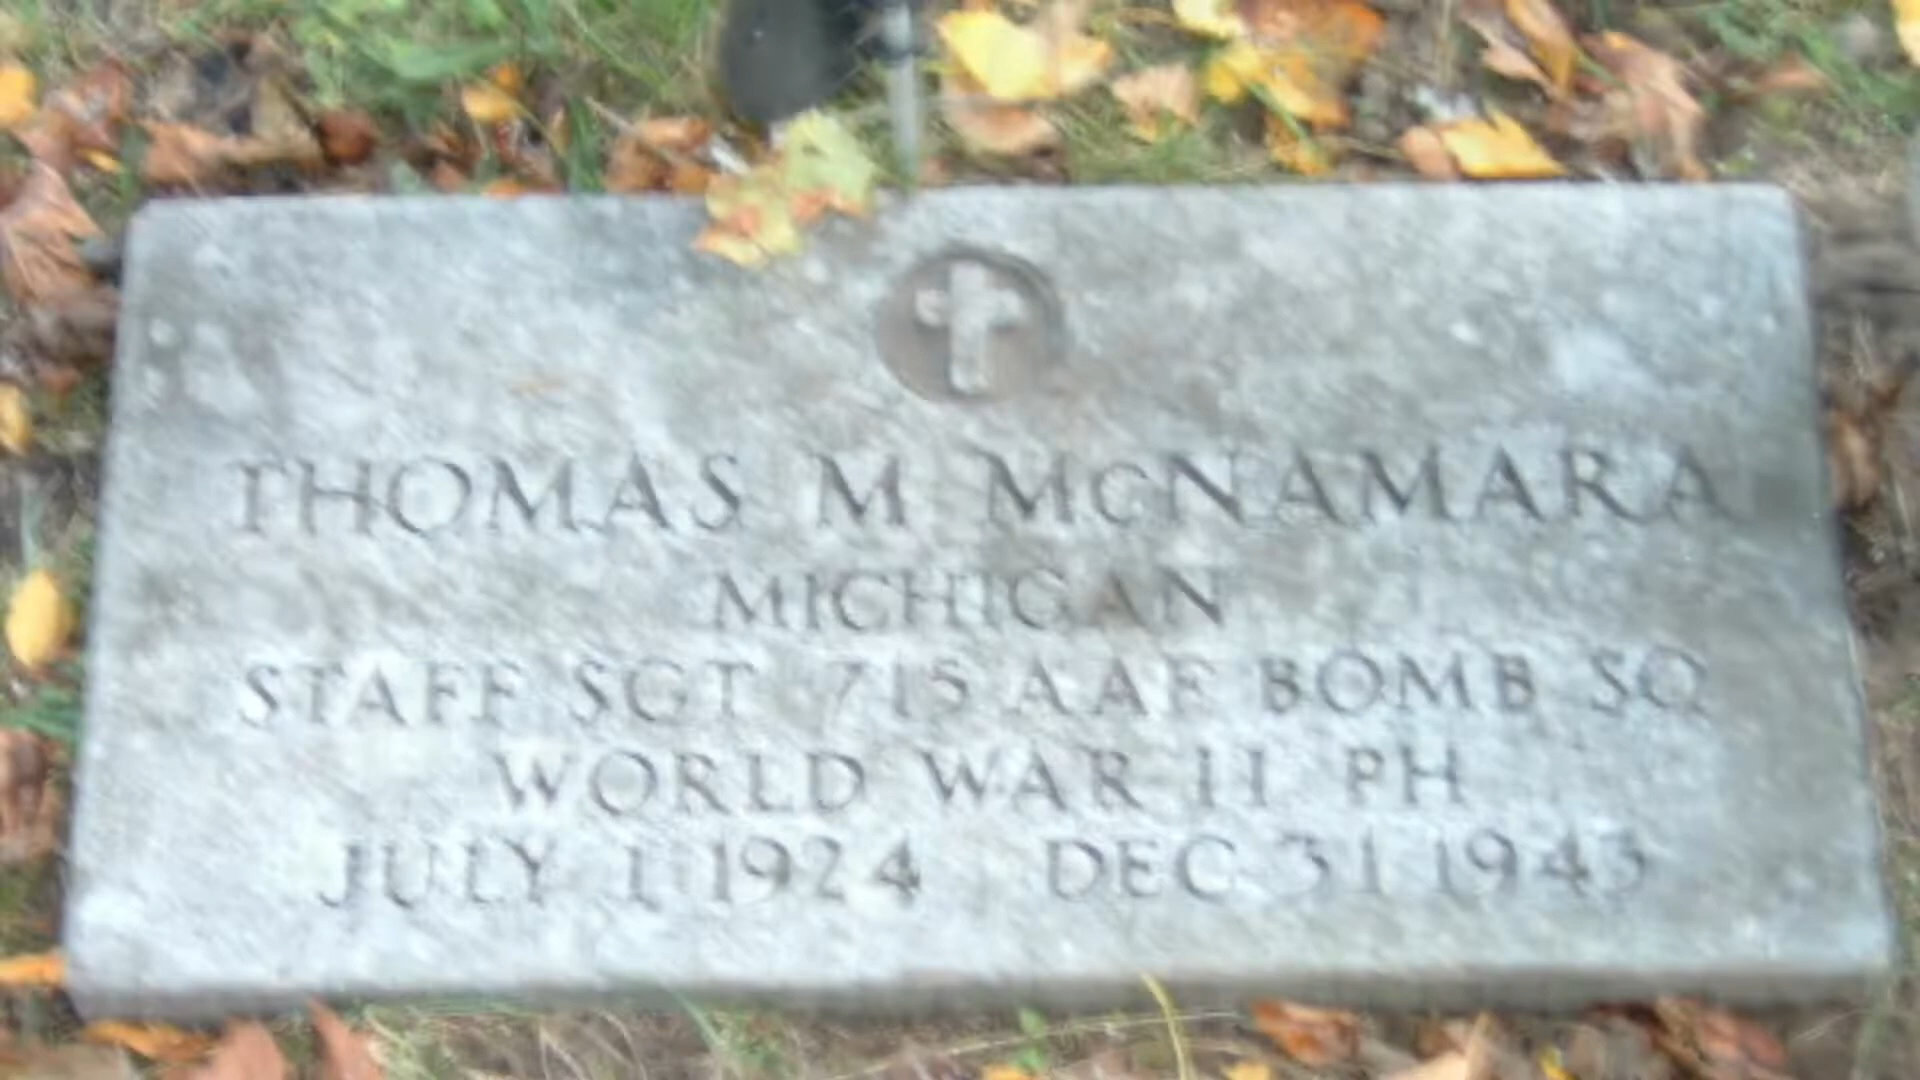 THOMAS M McNAMARA
MICHIGAN
STAFF SGT 715 AAF BOMB SQ
WORLD WAR II PH
JULY 1 1924 DEC 31 1943